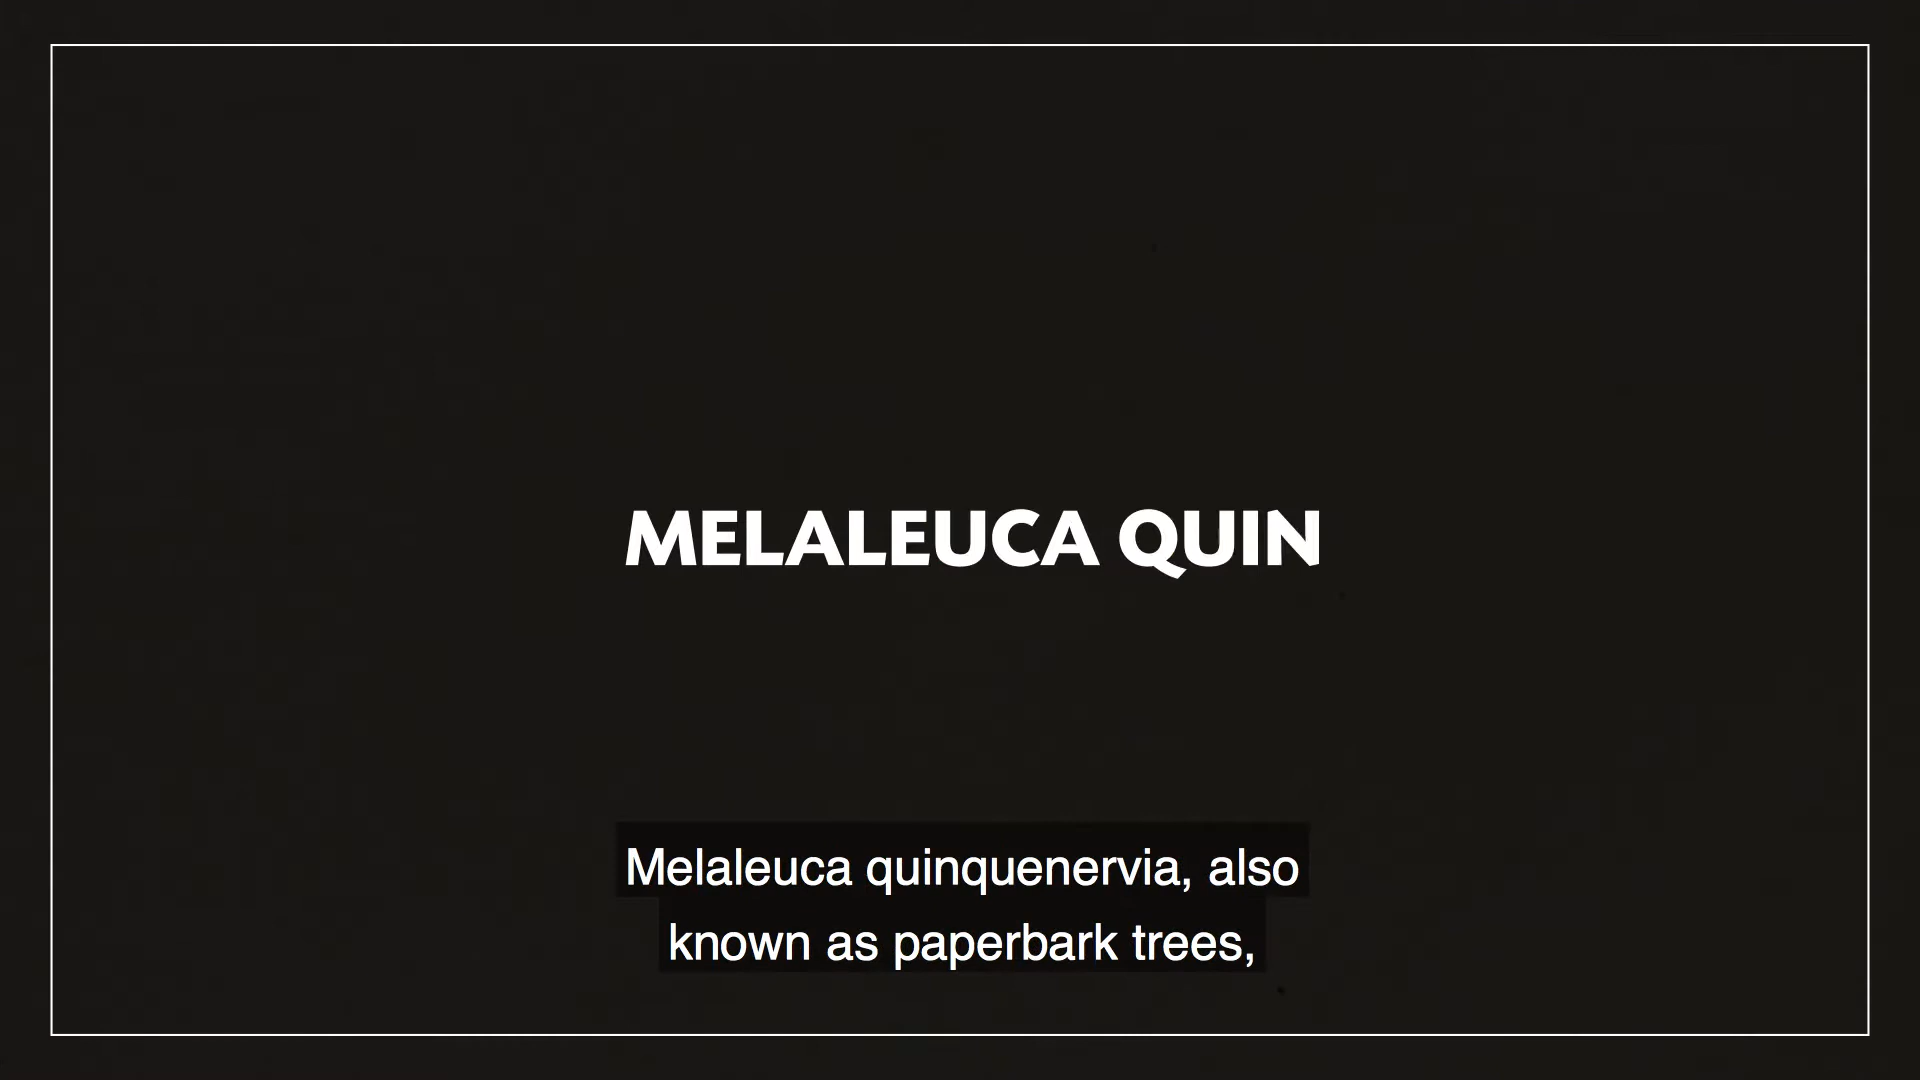 MELALEUCA QUIN
Melaleuca quinquenervia, also
known as paperbark trees,